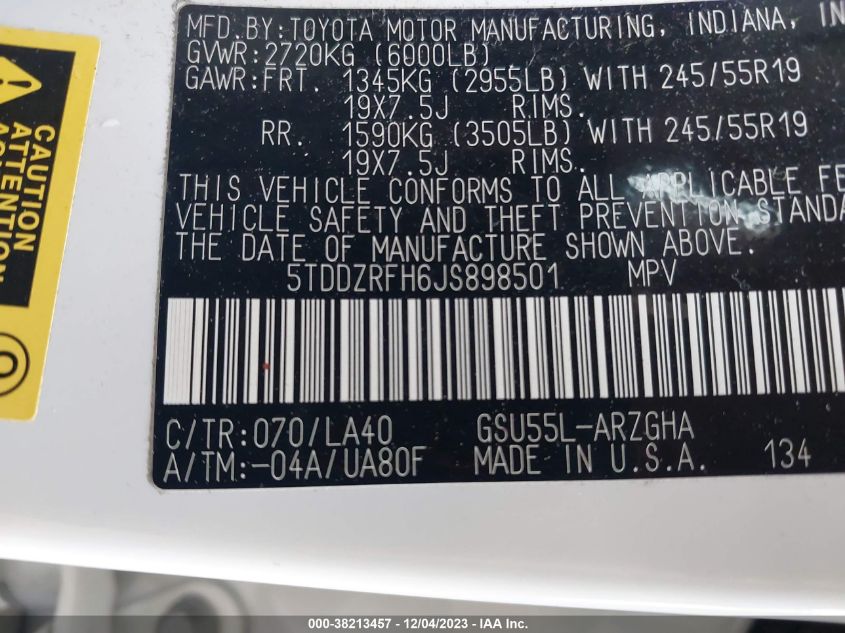 MFD.BY:TOYOTA MOTOR MANUFACTURING, INDIANA, IN
GVWR:2720KG (6000LB)
GAWR:FRT. 1345KG (2955LB) WITH 245/55R19
19X7.5J RIMS.
RR. 1590KG (3505LB) WITH 245/55R19
19X7.5J RIMS.
THIS VEHICLE CONFORMS TO ALL APPLICABLE FE
VEHICLE SAFETY AND THEFT PREVENTION STANDA
THE DATE OF MANUFACTURE SHOWN ABOVE.
5TDDZRFH6JS898501 MPV
C/TR:070/LA40 GSU55L-ARZGHA
A/TM:-04A/UA80F MADE IN U.S.A. 134
CAUTION
ATTENTION
000-38213457 - 12/04/2023 - IAAI.com